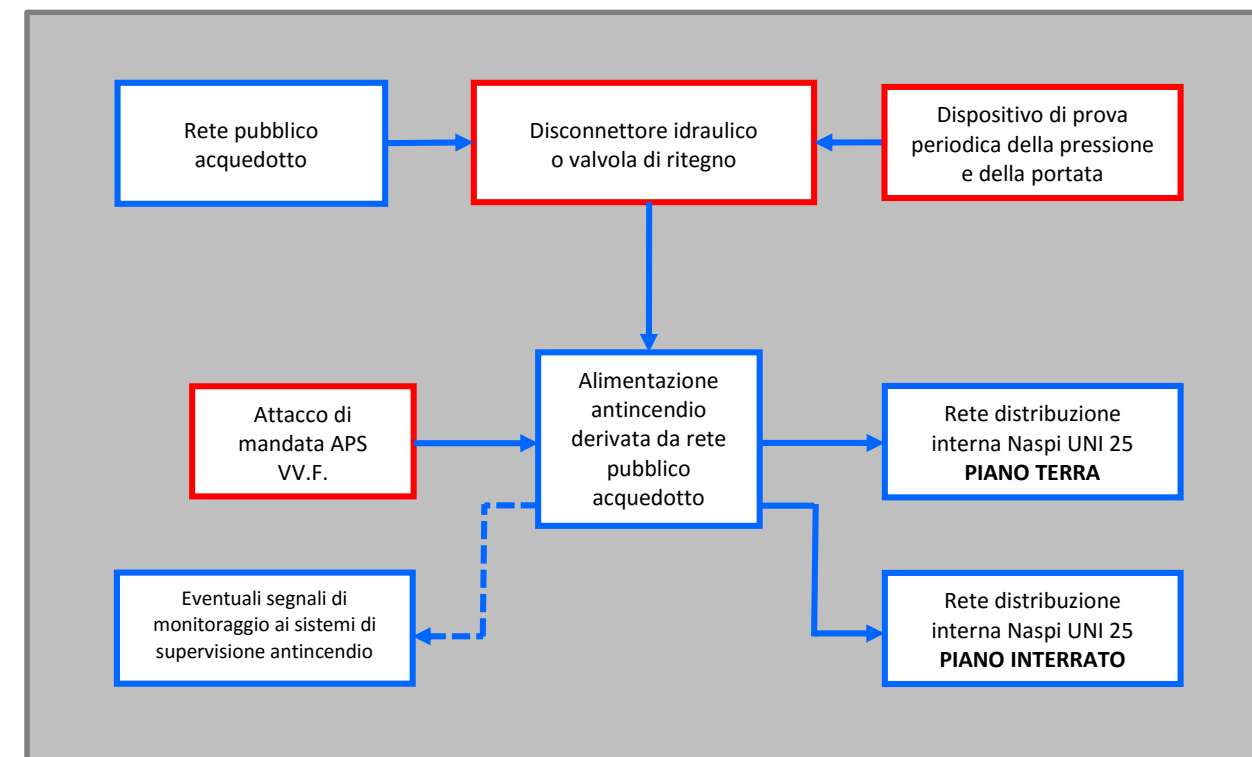 Rete pubblico
acquedotto
Disconnettore idraulico
o valvola di ritegno
Dispositivo di prova
periodica della pressione
e della portata
Attacco di
mandata APS
VV.F.
Alimentazione
antincendio
derivata da rete
pubblico
acquedotto
Rete distribuzione
interna Naspi UNI 25
PIANO TERRA
Eventuali segnali di
monitoraggio ai sistemi di
supervisione antincendio
Rete distribuzione
interna Naspi UNI 25
PIANO INTERRATO